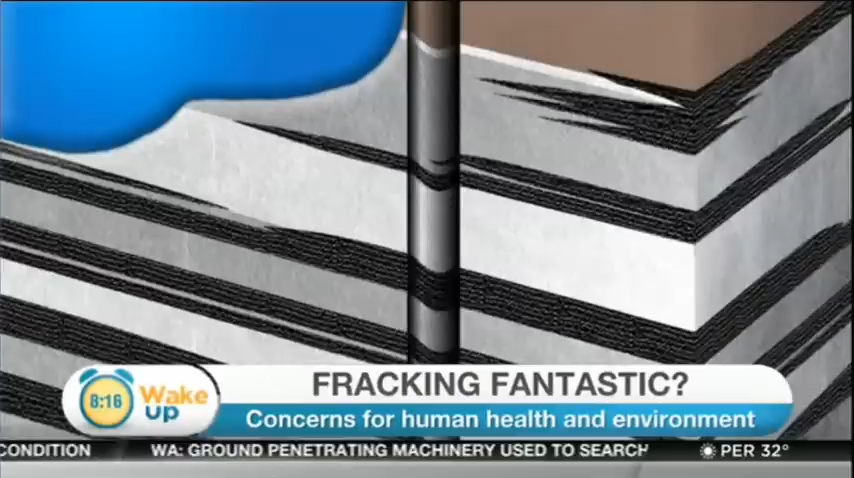 FRACKING FANTASTIC?
8:16 Wake up
Concerns for human health and environment
CONDITION WA: GROUND PENETRATING MACHINERY USED TO SEARCH PER 32°